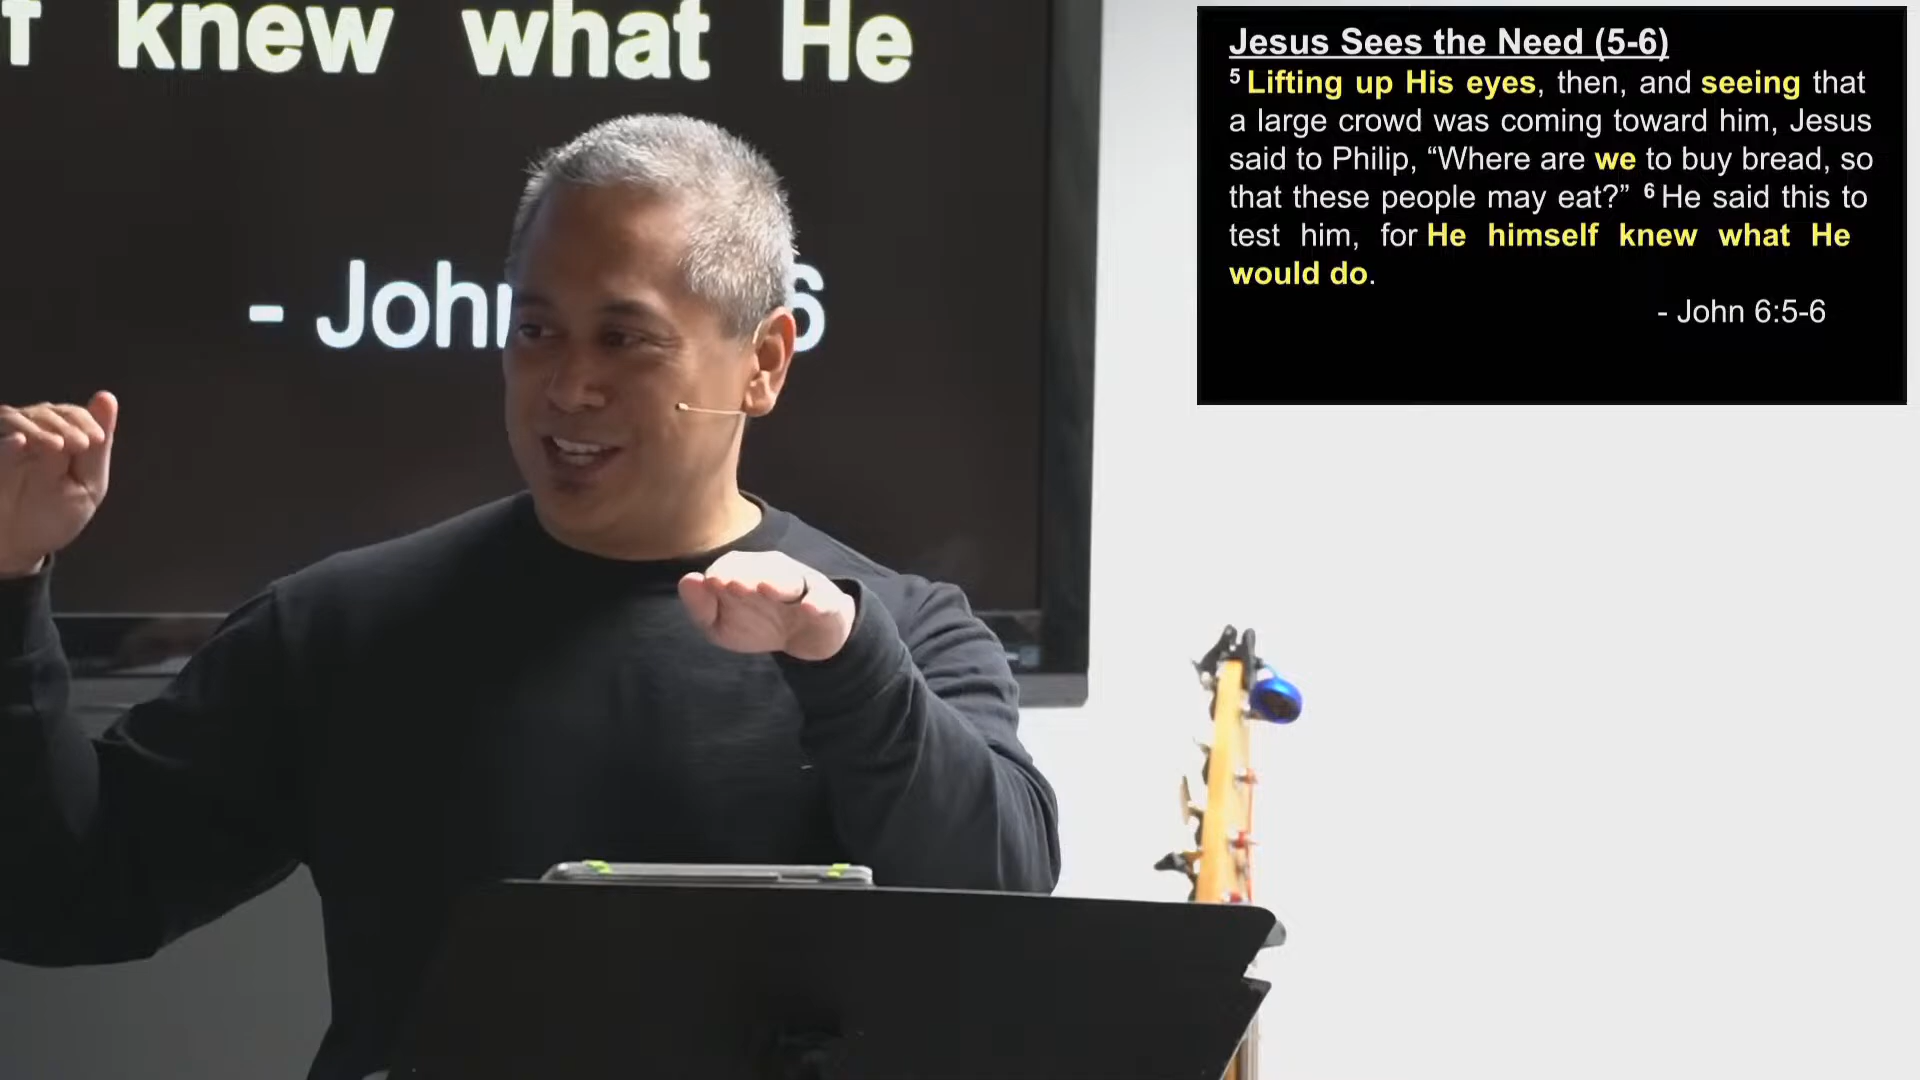 f knew what He
- John 6
Jesus Sees the Need (5-6)
⁵ Lifting up His eyes, then, and seeing that
a large crowd was coming toward him, Jesus
said to Philip, “Where are we to buy bread, so
that these people may eat?” ⁶ He said this to
test him, for He himself knew what He
would do.
- John 6:5-6